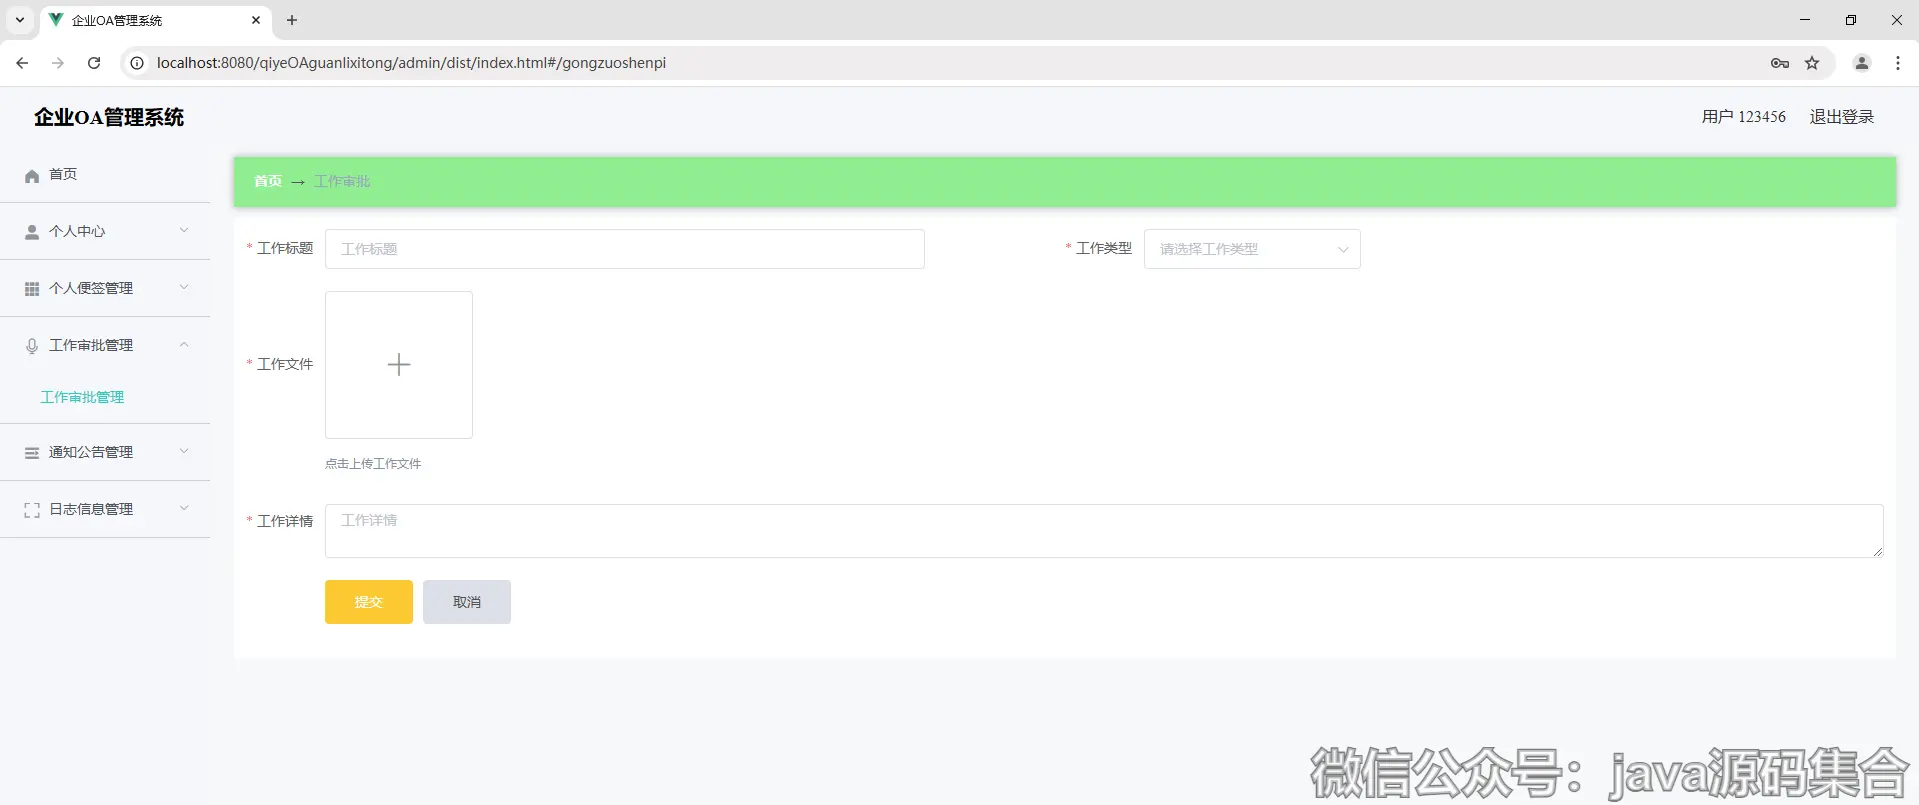 企业OA管理系统
localhost:8080/qiyeOAguanlixitong/admin/dist/index.html#/gongzuoshenpi
企业OA管理系统
用户 123456 退出登录
首页
个人中心
个人便签管理
工作审批管理
工作审批管理
通知公告管理
日志信息管理
首页 → 工作审批
* 工作标题 工作标题
* 工作类型 请选择工作类型
* 工作文件
点击上传工作文件
* 工作详情 工作详情
提交 取消
微信公众号：java源码集合